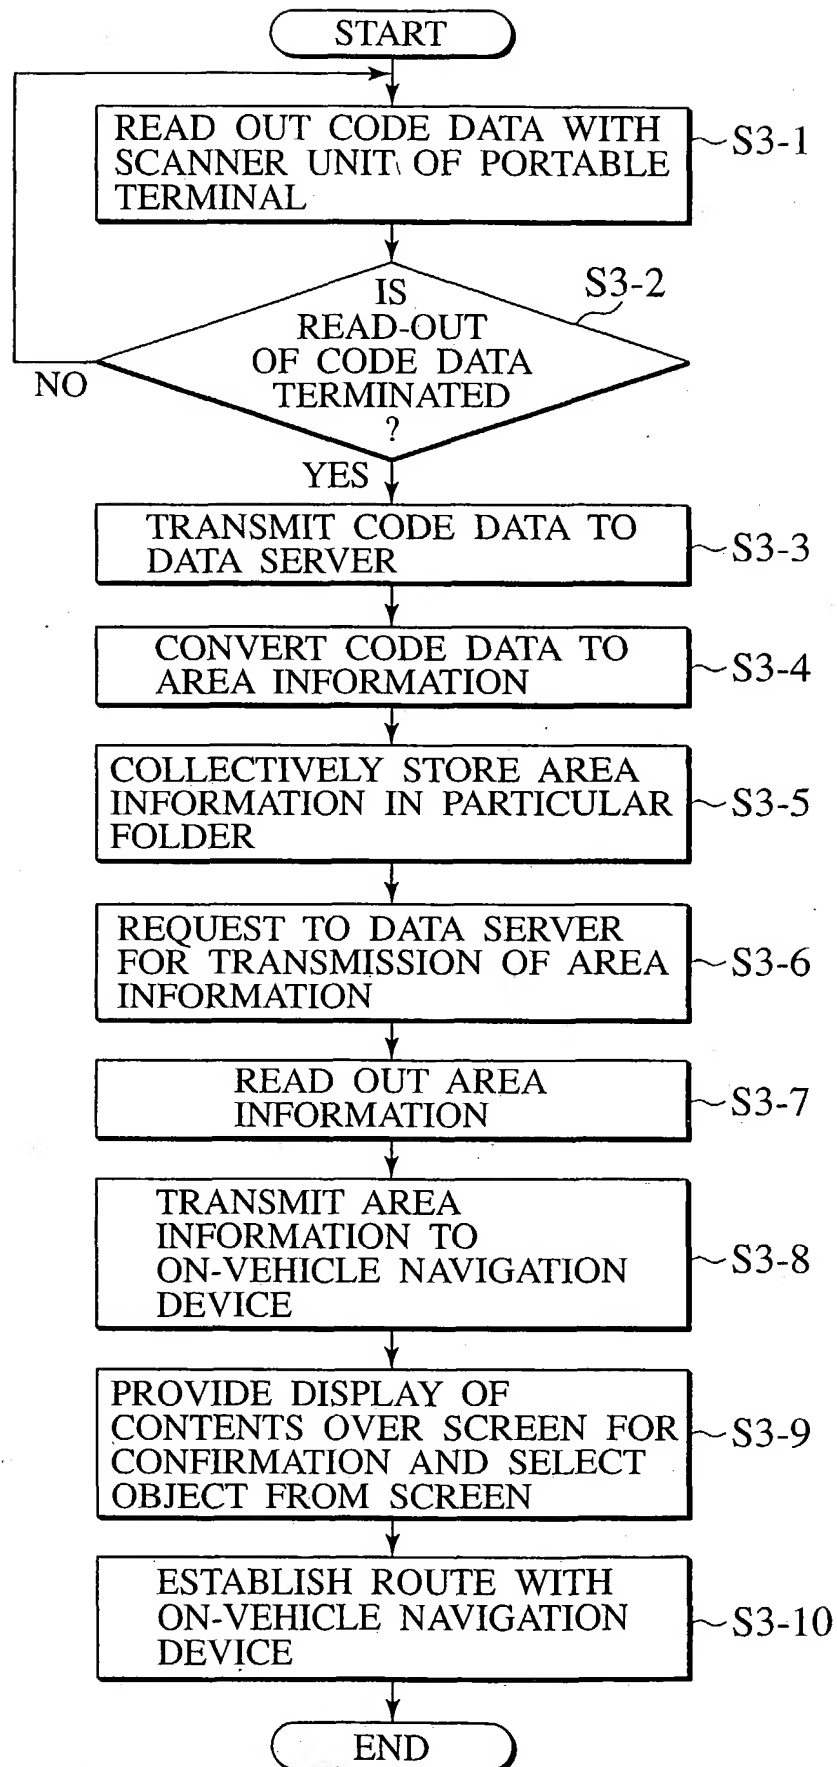 START
READ OUT CODE DATA WITH
SCANNER UNIT OF PORTABLE
TERMINAL
S3-1
IS
READ-OUT
OF CODE DATA
TERMINATED
?
S3-2
NO
YES
TRANSMIT CODE DATA TO
DATA SERVER
S3-3
CONVERT CODE DATA TO
AREA INFORMATION
S3-4
COLLECTIVELY STORE AREA
INFORMATION IN PARTICULAR
FOLDER
S3-5
REQUEST TO DATA SERVER
FOR TRANSMISSION OF AREA
INFORMATION
S3-6
READ OUT AREA
INFORMATION
S3-7
TRANSMIT AREA
INFORMATION TO
ON-VEHICLE NAVIGATION
DEVICE
S3-8
PROVIDE DISPLAY OF
CONTENTS OVER SCREEN FOR
CONFIRMATION AND SELECT
OBJECT FROM SCREEN
S3-9
ESTABLISH ROUTE WITH
ON-VEHICLE NAVIGATION
DEVICE
S3-10
END